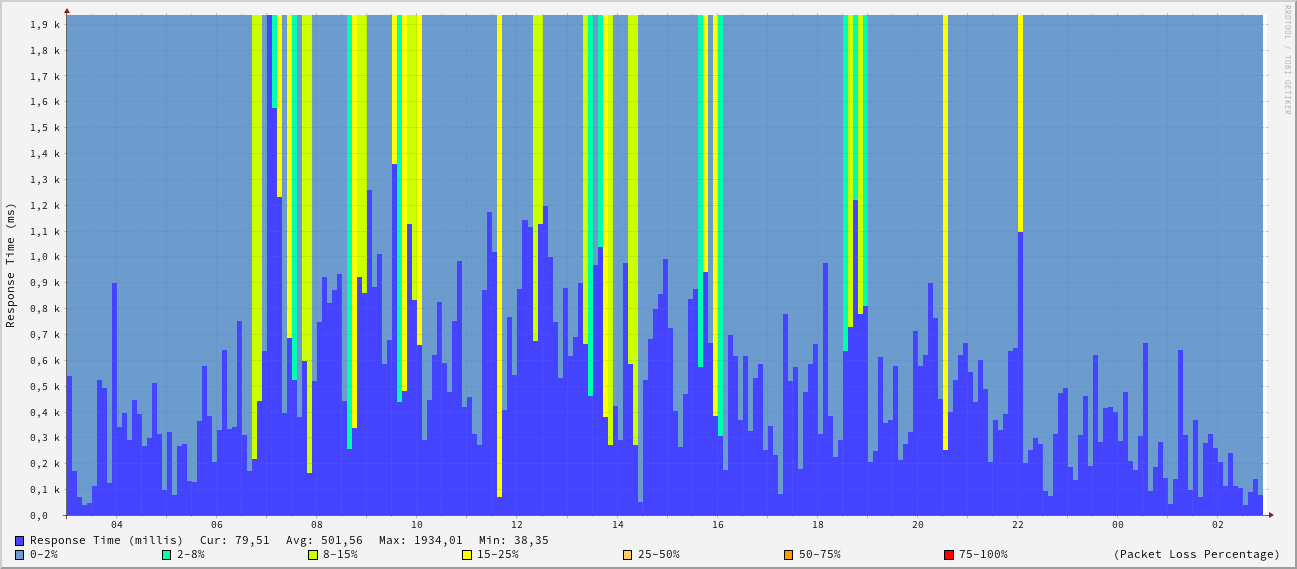 RRDTOOL / TOBI OETIKER
Response Time (ms)
1,9 k
1,8 k
1,7 k
1,6 k
1,5 k
1,4 k
1,3 k
1,2 k
1,1 k
1,0 k
0,9 k
0,8 k
0,7 k
0,6 k
0,5 k
0,4 k
0,3 k
0,2 k
0,1 k
0,0
04 06 08 10 12 14 16 18 20 22 00 02
Response Time (millis) Cur: 79,51 Avg: 501,56 Max: 1934,01 Min: 38,35
0-2% 2-8% 8-15% 15-25% 25-50% 50-75% 75-100% (Packet Loss Percentage)